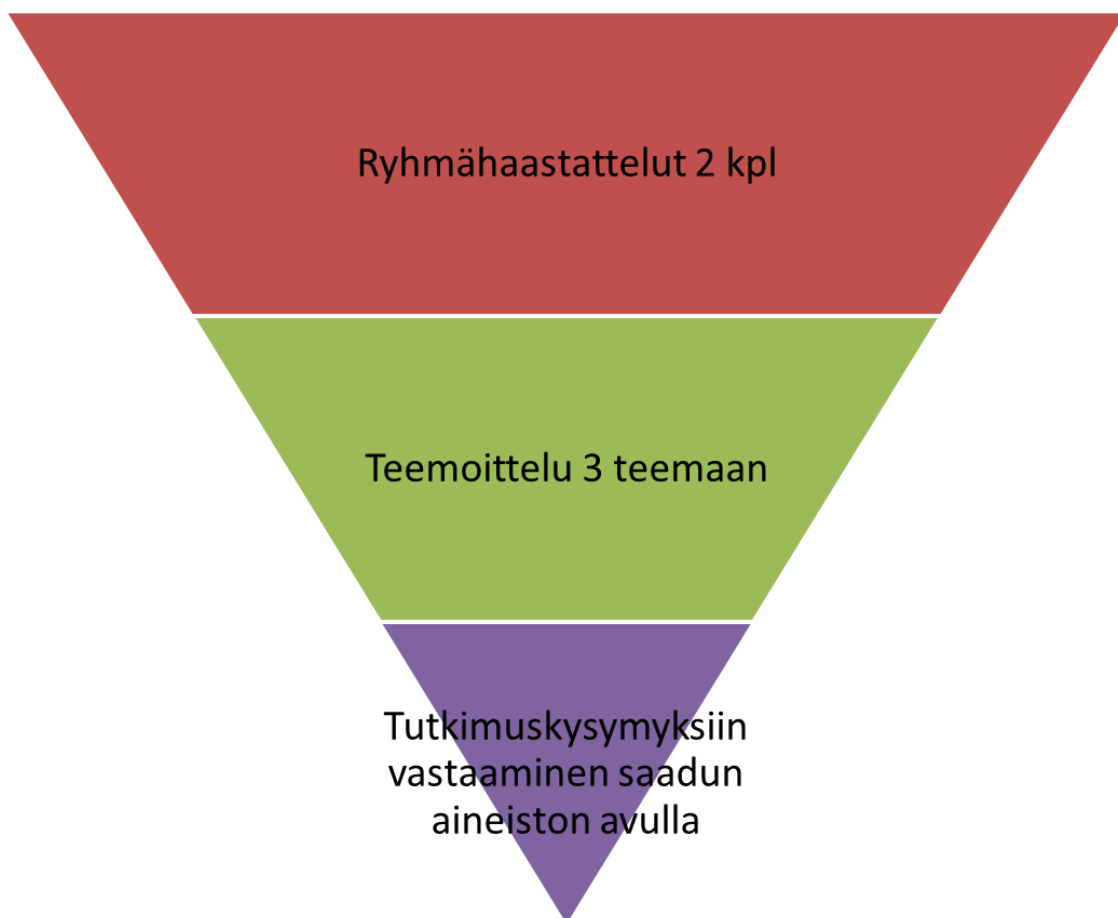 Ryhmähaastattelut 2 kpl
Teemoittelu 3 teemaan
Tutkimuskysymyksiin
vastaaminen saadun
aineiston avulla